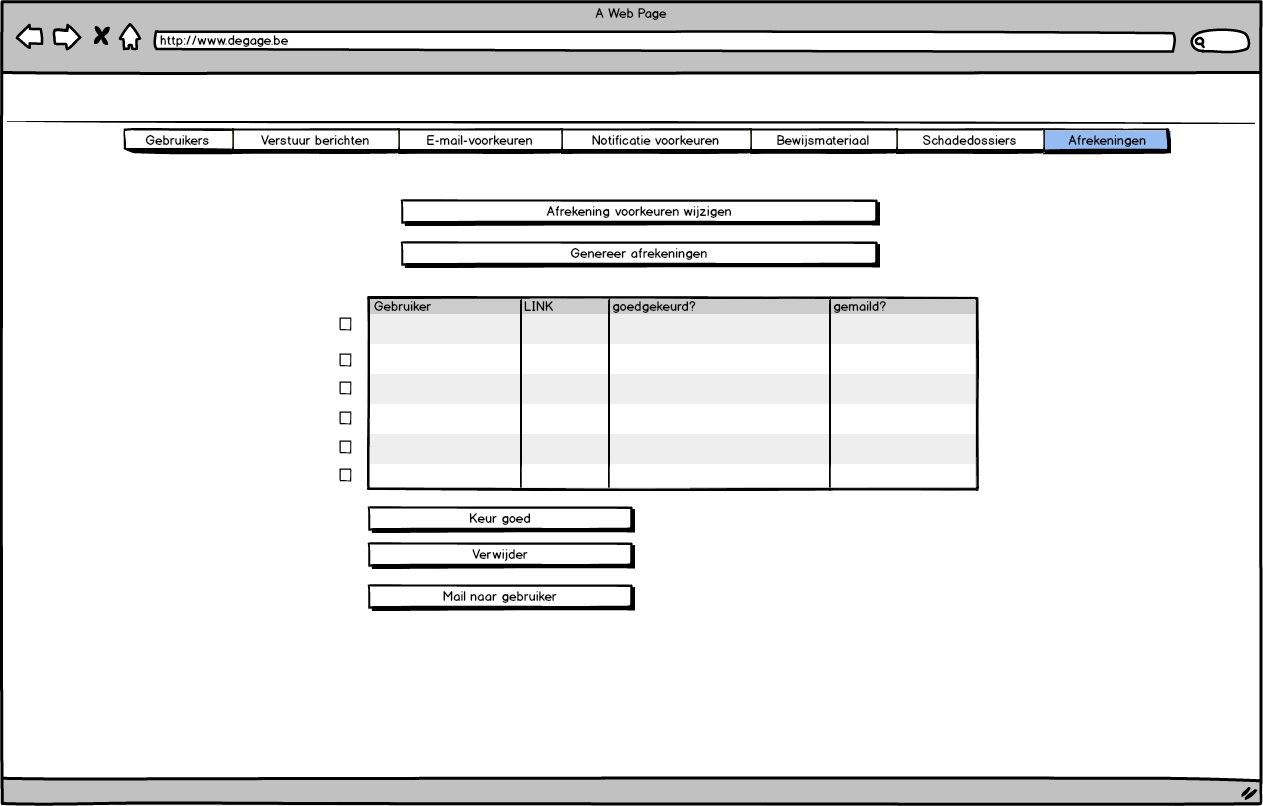 A Web Page
http://www.degage.be
Gebruikers Verstuur berichten E-mail-voorkeuren Notificatie voorkeuren Bewijsmateriaal Schadedossiers Afrekeningen
Afrekening voorkeuren wijzigen
Genereer afrekeningen
Gebruiker LINK goedgekeurd? gemaild?
Keur goed
Verwijder
Mail naar gebruiker